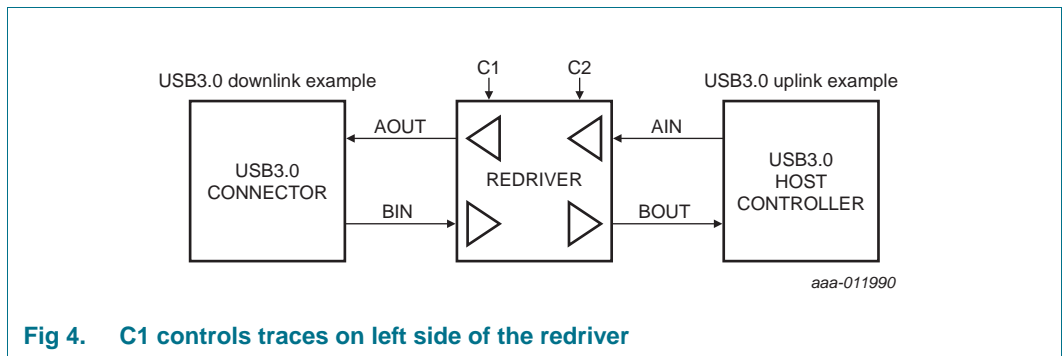 C1 C2
USB3.0 downlink example
USB3.0 uplink example
AOUT
AIN
USB3.0
CONNECTOR
REDRIVER
USB3.0
HOST
CONTROLLER
BIN
BOUT
aaa-011990
Fig 4. C1 controls traces on left side of the redriver